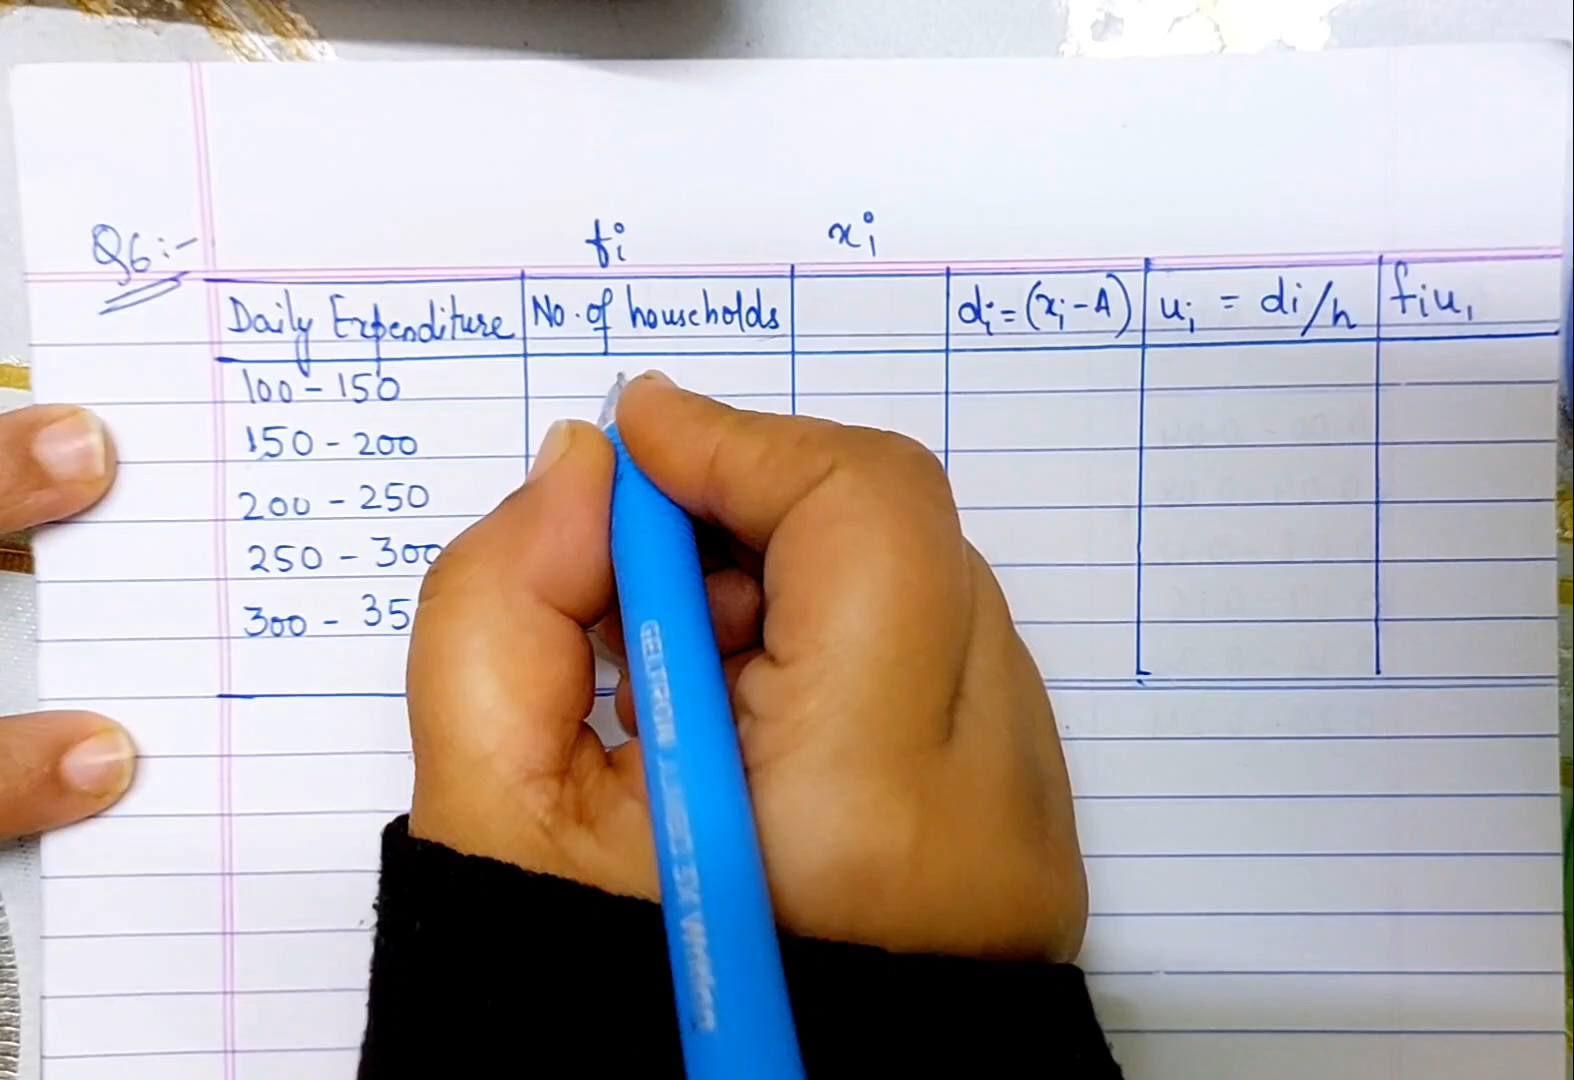 Q6:-
fi xi
Daily Expenditure No. of households di=(xi-A) ui = di/h fiui
100-150
150-200
200-250
250-300
300-35
GELTRON